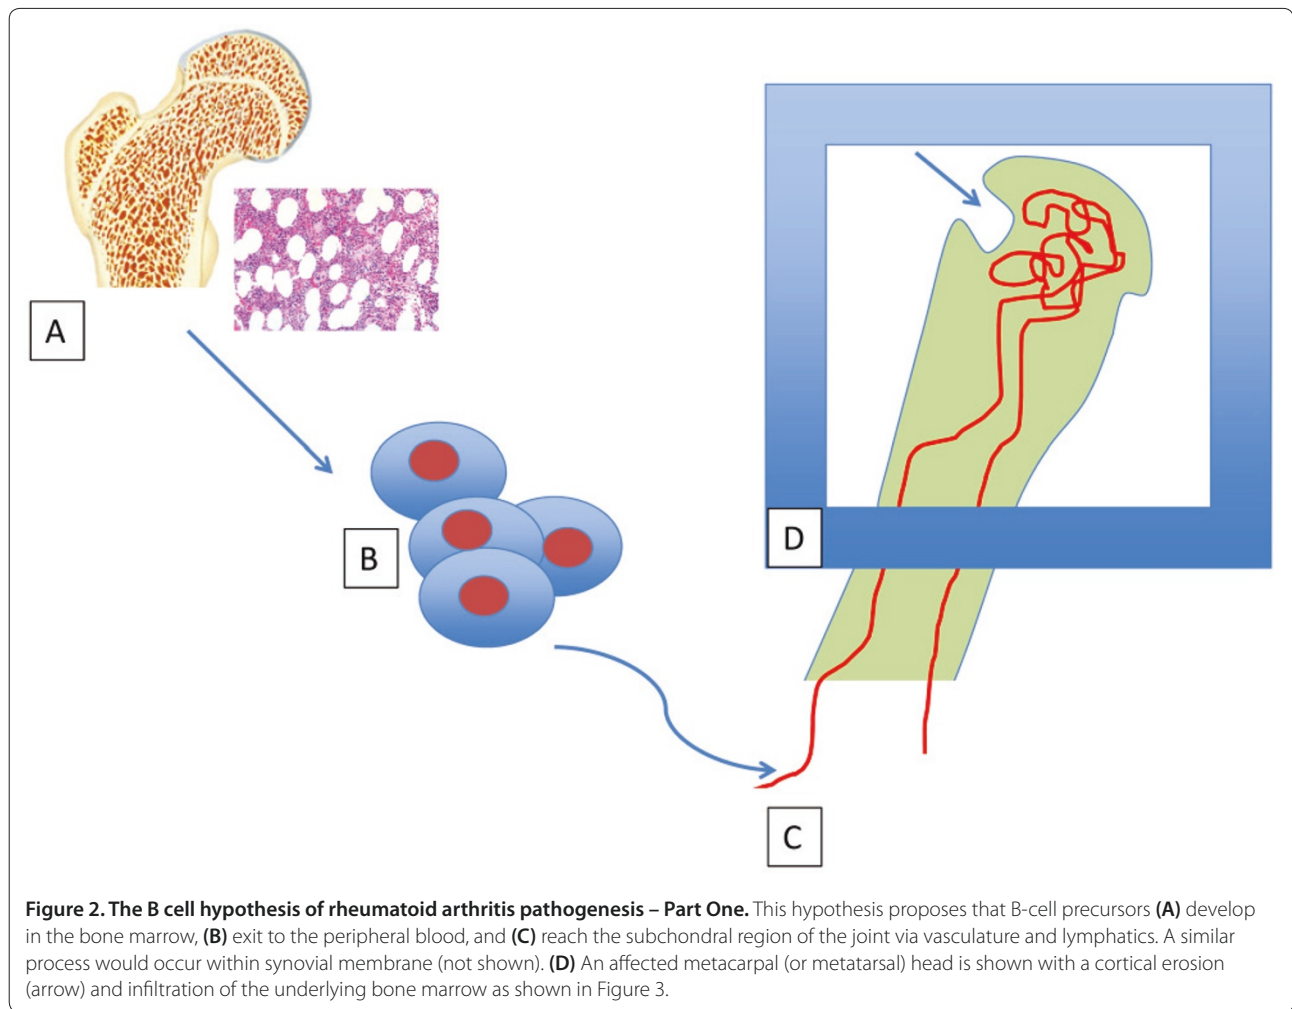 A
B
D
C
Figure 2. The B cell hypothesis of rheumatoid arthritis pathogenesis – Part One. This hypothesis proposes that B-cell precursors (A) develop
in the bone marrow, (B) exit to the peripheral blood, and (C) reach the subchondral region of the joint via vasculature and lymphatics. A similar
process would occur within synovial membrane (not shown). (D) An affected metacarpal (or metatarsal) head is shown with a cortical erosion
(arrow) and infiltration of the underlying bone marrow as shown in Figure 3.